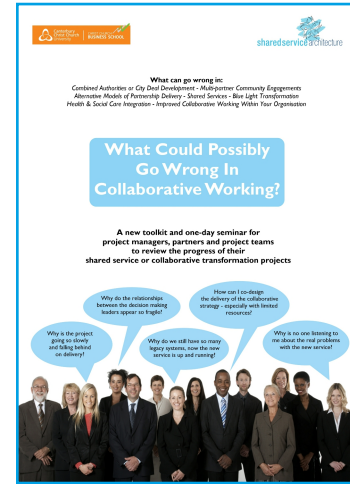 Canterbury
Christ Church
University
BUSINESS SCHOOL
sharedservicearchitecture
What can go wrong in:
Combined Authorities or City Deal Development - Multi-partner Community Engagements
Alternative Models of Partnership Delivery - Shared Services - Blue Light Transformation
Health & Social Care Integration - Improved Collaborative Working Within Your Organisation
What Could Possibly
Go Wrong In
Collaborative Working?
A new toolkit and one-day seminar for
project managers, partners and project teams
to review the progress of their
shared service or collaborative transformation projects
Why is the project
going so slowly
and falling behind
on delivery?
Why do the relationships
between the decision making
leaders appear so fragile?
Why do we still have so many
legacy systems, now the new
service is up and running?
How can I co-design
the delivery of the collaborative
strategy - especially with limited
resources?
Why is no one listening to
me about the real problems
with the new service?